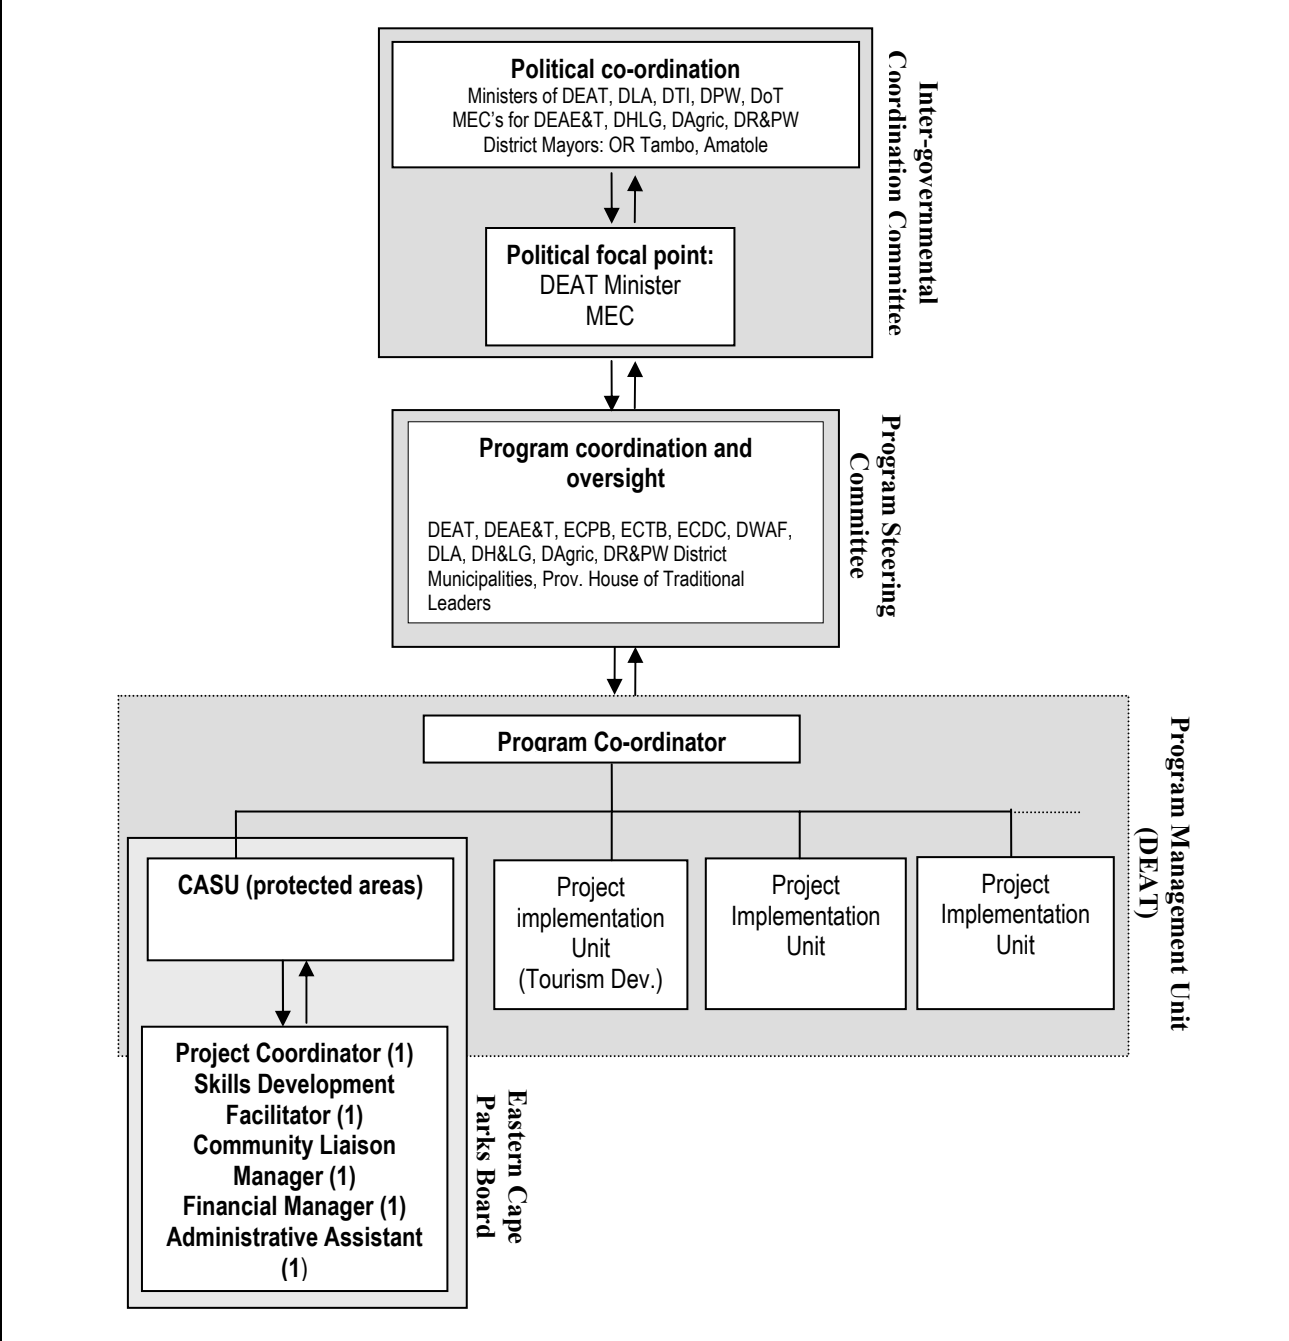 Political co-ordination
Ministers of DEAT, DLA, DTI, DPW, DoT
MEC's for DEAE&T, DHLG, DAgric, DR&PW
District Mayors: OR Tambo, Amatole
Inter-governmental
Coordination Committee
Political focal point:
DEAT Minister
MEC
Program coordination and
oversight
DEAT, DEAE&T, ECPB, ECTB, ECDC, DWAF,
DLA, DH&LG, DAgric, DR&PW District
Municipalities, Prov. House of Traditional
Leaders
Program Steering
Committee
Program Co-ordinator
Program Management Unit
(DEAT)
CASU (protected areas)
Project
implementation
Unit
(Tourism Dev.)
Project
Implementation
Unit
Project
Implementation
Unit
Project Coordinator (1)
Skills Development
Facilitator (1)
Community Liaison
Manager (1)
Financial Manager (1)
Administrative Assistant
(1)
Eastern Cape
Parks Board